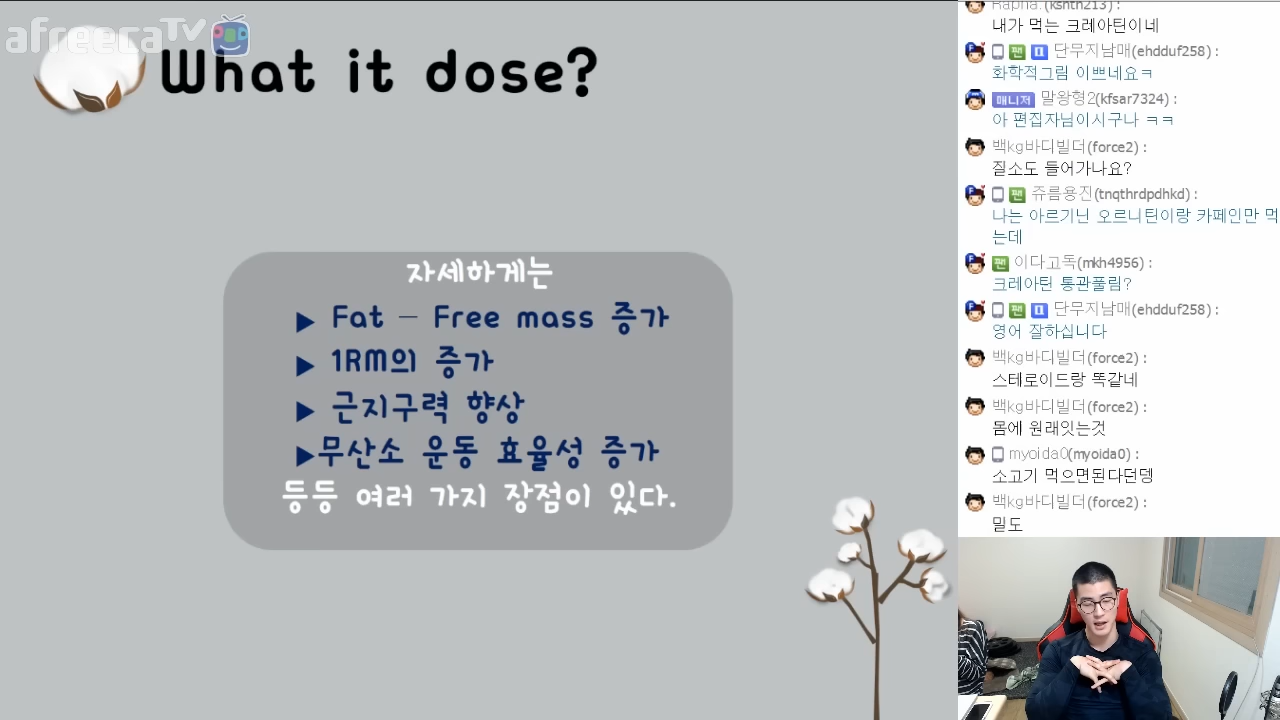 afreecaTV
What it dose?
자세하게는
▶ Fat – Free mass 증가
▶ 1RM의 증가
▶ 근지구력 향상
▶무산소 운동 효율성 증가
등등 여러 가지 장점이 있다.
Rapha.(kshth213) :
내가 먹는 크레아틴이네
팬 단무지남매(ehdduf258) :
화학적그림 이쁘네요ㅋ
매니저 말왕형2(kfsar7324) :
아 편집자님이시구나 ㅋㅋ
백kg바디빌더(force2) :
질소도 들어가나요?
팬 쥬름용진(tnqthrdpdhkd) :
나는 아르기닌 오르니틴이랑 카페인만 먹
는데
팬 이다고독(mkh4956) :
크레아틴 통관풀림?
팬 단무지남매(ehdduf258) :
영어 잘하십니다
백kg바디빌더(force2) :
스테로이드랑 똑같네
백kg바디빌더(force2) :
몸에 원래잇는것
myoida0(myoida0) :
소고기 먹으면된다던뎅
백kg바디빌더(force2) :
밀도